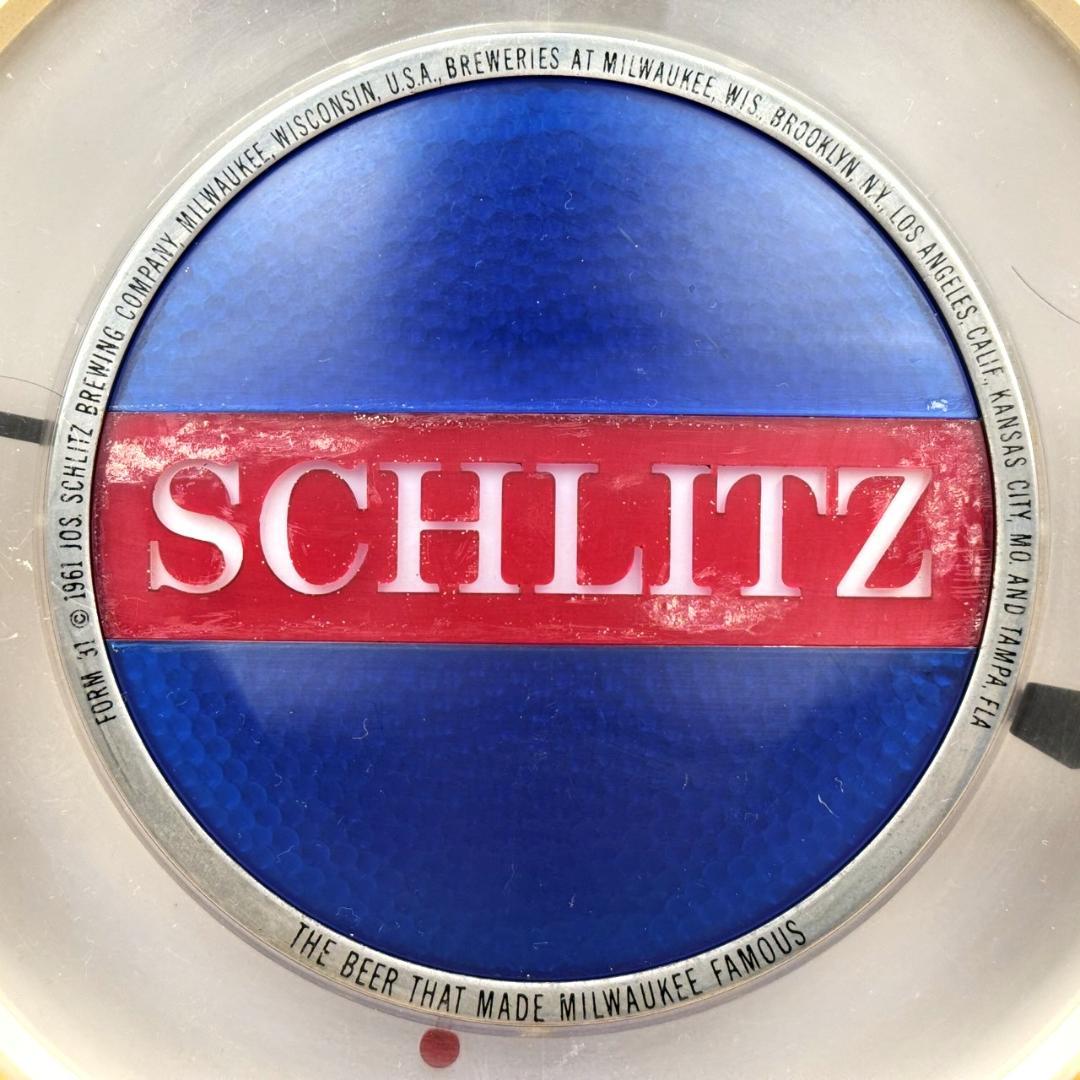 FORM 31 © 1961 JOS. SCHLITZ BREWING COMPANY MILWAUKEE, WISCONSIN, U.S.A., BREWERIES AT MILWAUKEE, WIS., BROOKLYN, N.Y., LOS ANGELES, CALIF., KANSAS CITY, MO. AND TAMPA, FLA
SCHLITZ
THE BEER THAT MADE MILWAUKEE FAMOUS